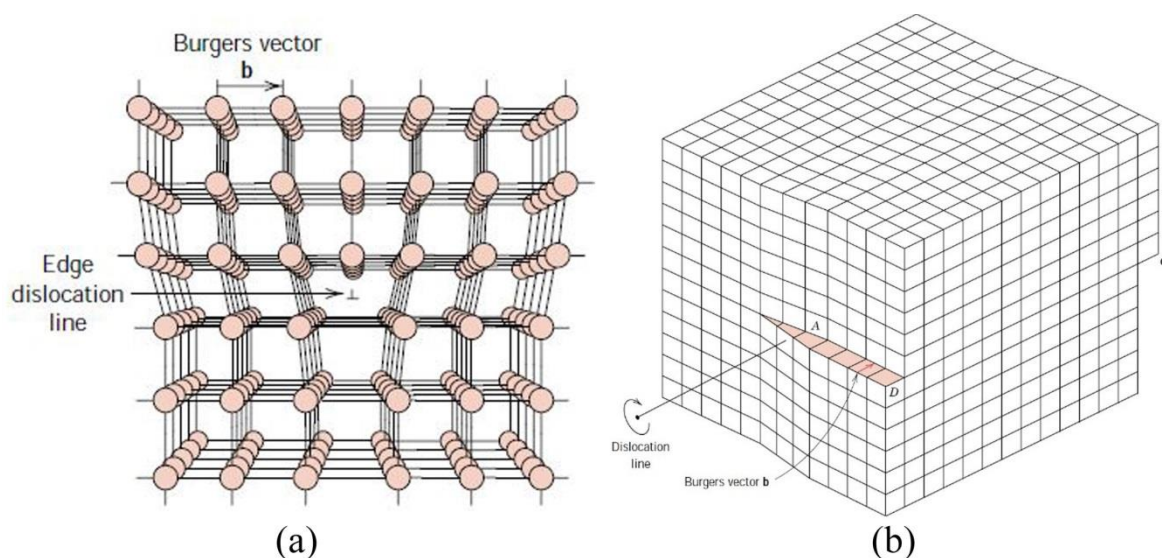 Burgers vector
b
Edge
dislocation
line
⊥
(a)
A
D
Dislocation
line
Burgers vector b
(b)